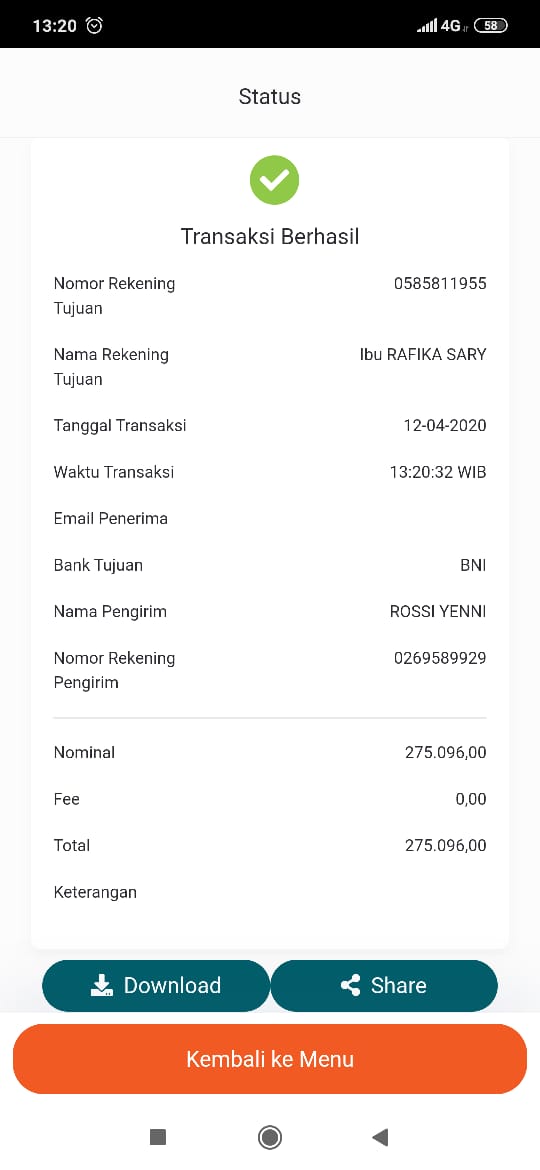 13:20 4G 58
Status
Transaksi Berhasil
Nomor Rekening Tujuan 0585811955
Nama Rekening Tujuan Ibu RAFIKA SARY
Tanggal Transaksi 12-04-2020
Waktu Transaksi 13:20:32 WIB
Email Penerima
Bank Tujuan BNI
Nama Pengirim ROSSI YENNI
Nomor Rekening Pengirim 0269589929
Nominal 275.096,00
Fee 0,00
Total 275.096,00
Keterangan
Download Share
Kembali ke Menu